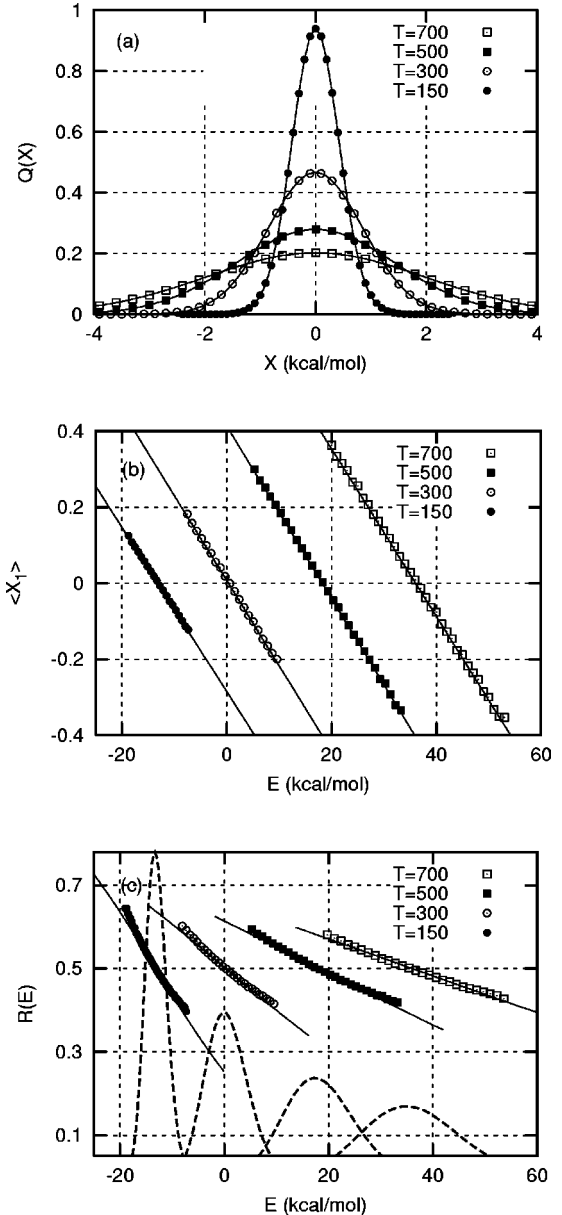 (a)
T=700
T=500
T=300
T=150
1
0.8
0.6
0.4
0.2
0
Q(X)
-4
-2
0
2
4
X (kcal/mol)
(b)
T=700
T=500
T=300
T=150
0.4
0.2
0
-0.2
-0.4
<X1>
-20
0
20
40
60
E (kcal/mol)
(c)
T=700
T=500
T=300
T=150
0.7
0.5
0.3
0.1
R(E)
-20
0
20
40
60
E (kcal/mol)